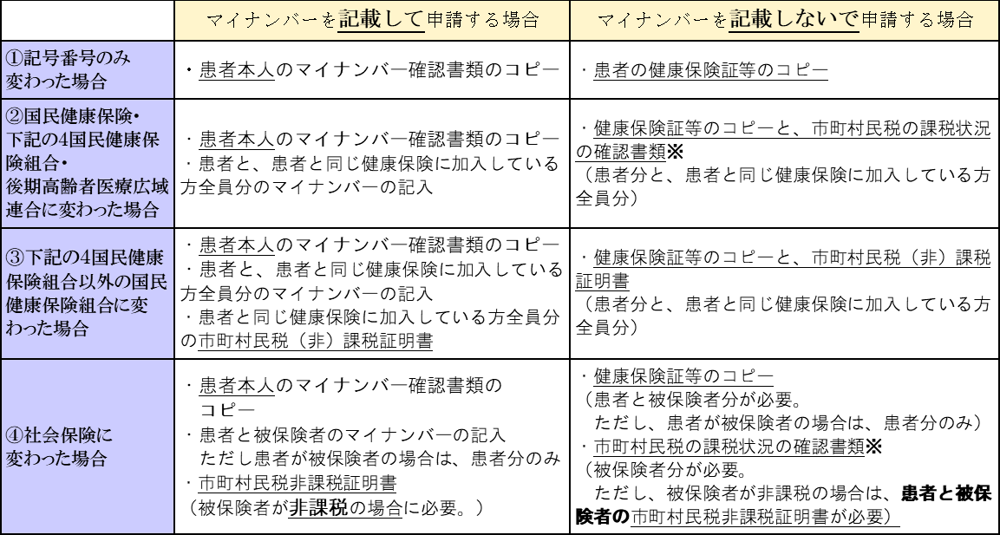 マイナンバーを記載して申請する場合
マイナンバーを記載しないで申請する場合
①記号番号のみ
変わった場合
・患者本人のマイナンバー確認書類のコピー
・患者の健康保険証等のコピー
②国民健康保険・
下記の4国民健康保
険組合・
後期高齢者医療広域
連合に変わった場合
・患者本人のマイナンバー確認書類のコピー
・患者と、患者と同じ健康保険に加入している
方全員分のマイナンバーの記入
・健康保険証等のコピーと、市町村民税の課税状況
の確認書類※
（患者分と、患者と同じ健康保険に加入している方
全員分）
③下記の4国民健康
保険組合以外の国民
健康保険組合に変
わった場合
・患者本人のマイナンバー確認書類のコピー
・患者と、患者と同じ健康保険に加入している
方全員分のマイナンバーの記入
・患者と同じ健康保険に加入している方全員分
の市町村民税（非）課税証明書
・健康保険証等のコピーと、市町村民税（非）課税
証明書
（患者分と、患者と同じ健康保険に加入している方
全員分）
④社会保険に
変わった場合
・患者本人のマイナンバー確認書類の
コピー
・患者と被保険者のマイナンバーの記入
ただし患者が被保険者の場合は、患者分のみ
・市町村民税非課税証明書
（被保険者が非課税の場合に必要。）
・健康保険証等のコピー
（患者と被保険者分が必要。
ただし、患者が被保険者の場合は、患者分のみ）
・市町村民税の課税状況の確認書類※
（被保険者分が必要。
ただし、被保険者が非課税の場合は、患者と被保
険者の市町村民税非課税証明書が必要）